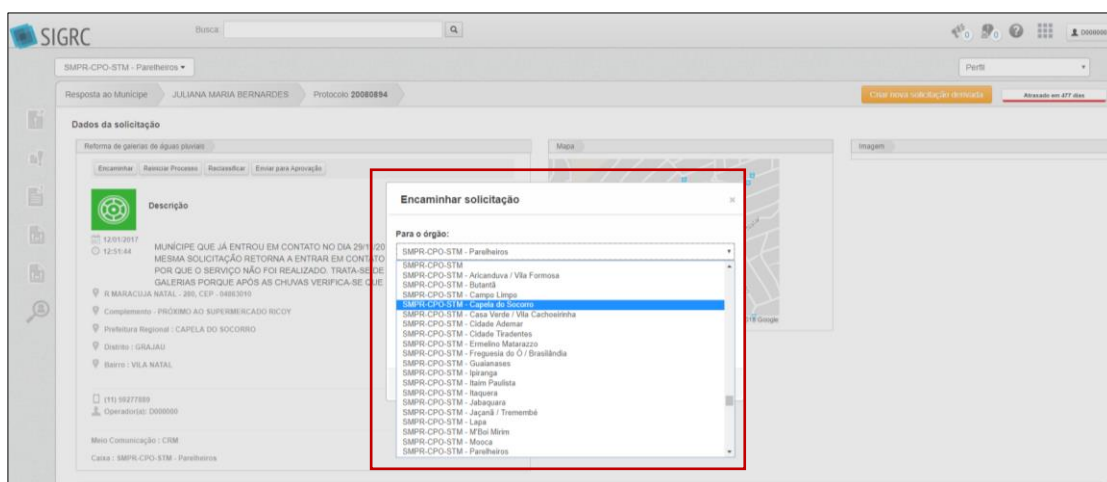 SIGRC
Busca
0
0
D000000
SMPR-CPO-STM - Parelheiros
Perfil
Resposta ao Munícipe
JULIANA MARIA BERNARDES
Protocolo 20080894
Criar nova solicitação derivada
Atrasado em 477 dias
Dados da solicitação
Reforma de galerias de águas pluviais
Mapa
Imagem
Encaminhar
Reiniciar Processo
Reclassificar
Enviar para Aprovação
Descrição
12/01/2017
12:51:44
MUNÍCIPE QUE JÁ ENTROU EM CONTATO NO DIA
MESMA SOLICITAÇÃO RETORNA A ENTRAR EM CONTATO
POR QUE O SERVIÇO NÃO FOI REALIZADO. TRATA-SE DE
GALERIAS PORQUE APÓS AS CHUVAS VERIFICA-SE QUE
R MARACUJA NATAL - 280, CEP - 04863010
Complemento - PRÓXIMO AO SUPERMERCADO RICOY
Prefeitura Regional : CAPELA DO SOCORRO
Distrito : GRAJAU
Bairro : VILA NATAL
(11) 59277880
Operador(a): D000000
Meio Comunicação : CRM
Caixa : SMPR-CPO-STM - Parelheiros
Encaminhar solicitação
×
Para o órgão:
SMPR-CPO-STM - Parelheiros
SMPR-CPO-STM
SMPR-CPO-STM - Aricanduva / Vila Formosa
SMPR-CPO-STM - Butantã
SMPR-CPO-STM - Campo Limpo
SMPR-CPO-STM - Capela do Socorro
SMPR-CPO-STM - Casa Verde / Vila Cachoeirinha
SMPR-CPO-STM - Cidade Ademar
SMPR-CPO-STM - Cidade Tiradentes
SMPR-CPO-STM - Ermelino Matarazzo
SMPR-CPO-STM - Freguesia do Ó / Brasilândia
SMPR-CPO-STM - Guaianases
SMPR-CPO-STM - Ipiranga
SMPR-CPO-STM - Itaim Paulista
SMPR-CPO-STM - Itaquera
SMPR-CPO-STM - Jabaquara
SMPR-CPO-STM - Jaçanã / Tremembé
SMPR-CPO-STM - Lapa
SMPR-CPO-STM - M'Boi Mirim
SMPR-CPO-STM - Mooca
SMPR-CPO-STM - Parelheiros
Google